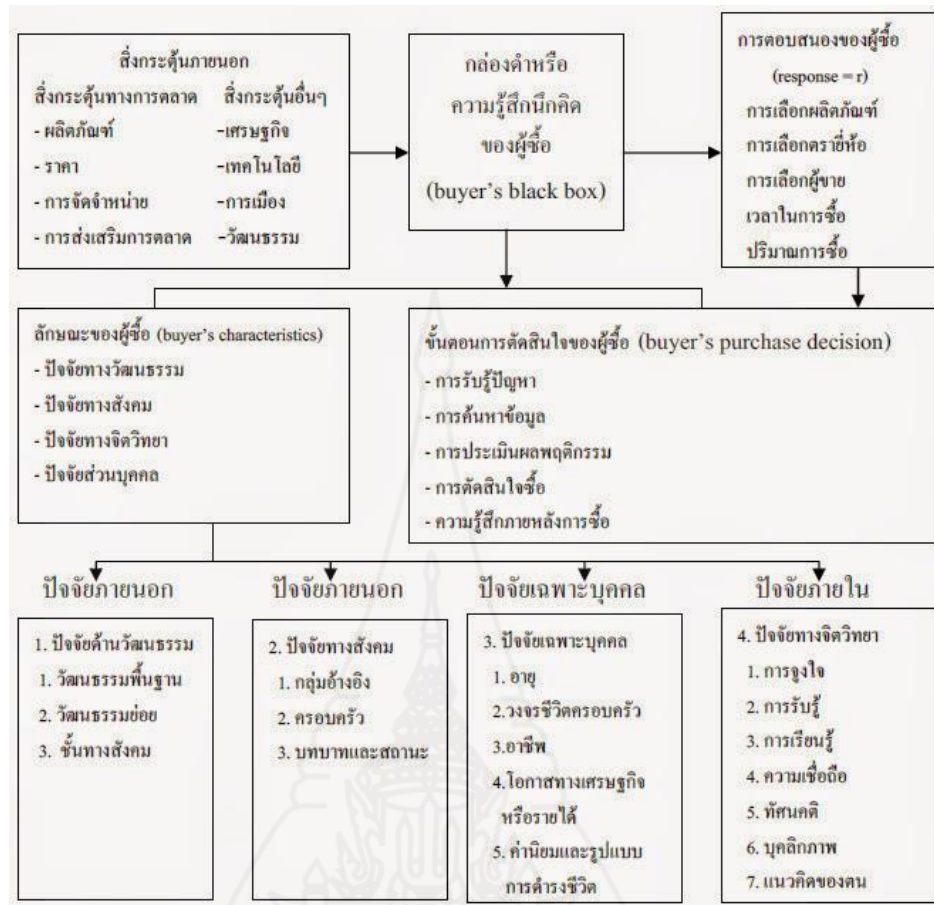 สิ่งกระตุ้นภายนอก
สิ่งกระตุ้นทางการตลาด สิ่งกระตุ้นอื่นๆ
- ผลิตภัณฑ์ -เศรษฐกิจ
- ราคา -เทคโนโลยี
- การจัดจำหน่าย -การเมือง
- การส่งเสริมการตลาด -วัฒนธรรม
กล่องดำหรือ
ความรู้สึกนึกคิด
ของผู้ซื้อ
(buyer's black box)
การตอบสนองของผู้ซื้อ
(response = r)
การเลือกผลิตภัณฑ์
การเลือกตรายี่ห้อ
การเลือกผู้ขาย
เวลาในการซื้อ
ปริมาณการซื้อ
ลักษณะของผู้ซื้อ (buyer's characteristics)
- ปัจจัยทางวัฒนธรรม
- ปัจจัยทางสังคม
- ปัจจัยทางจิตวิทยา
- ปัจจัยส่วนบุคคล
ขั้นตอนการตัดสินใจของผู้ซื้อ (buyer's purchase decision)
- การรับรู้ปัญหา
- การค้นหาข้อมูล
- การประเมินผลพฤติกรรม
- การตัดสินใจซื้อ
- ความรู้สึกภายหลังการซื้อ
ปัจจัยภายนอก
1. ปัจจัยด้านวัฒนธรรม
1. วัฒนธรรมพื้นฐาน
2. วัฒนธรรมย่อย
3. ชั้นทางสังคม
ปัจจัยภายนอก
2. ปัจจัยทางสังคม
1. กลุ่มอ้างอิง
2. ครอบครัว
3. บทบาทและสถานะ
ปัจจัยเฉพาะบุคคล
3. ปัจจัยเฉพาะบุคคล
1. อายุ
2.วงจรชีวิตครอบครัว
3.อาชีพ
4.โอกาสทางเศรษฐกิจ
หรือรายได้
5. ค่านิยมและรูปแบบ
การดำรงชีวิต
ปัจจัยภายใน
4. ปัจจัยทางจิตวิทยา
1. การจูงใจ
2. การรับรู้
3. การเรียนรู้
4. ความเชื่อถือ
5. ทัศนคติ
6. บุคลิกภาพ
7. แนวคิดของตน